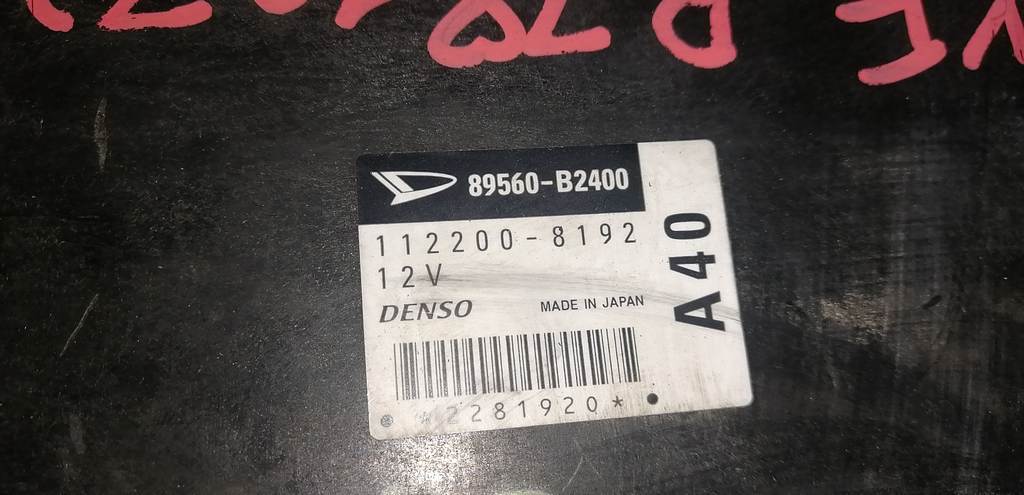 89560-B2400
112200-8192
12V
DENSO MADE IN JAPAN
*2281920*
A40